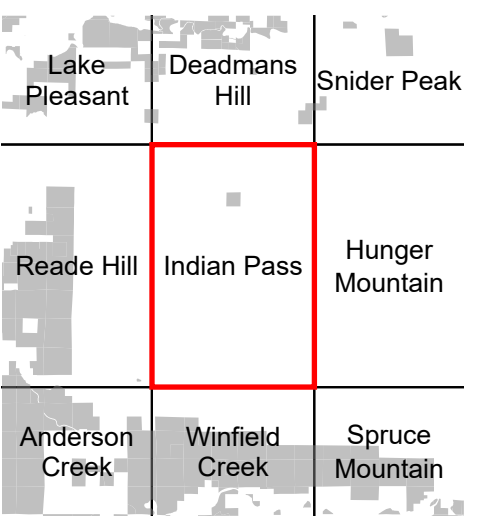 Lake
Pleasant
Deadmans
Hill
Snider Peak
Reade Hill
Indian Pass
Hunger
Mountain
Anderson
Creek
Winfield
Creek
Spruce
Mountain